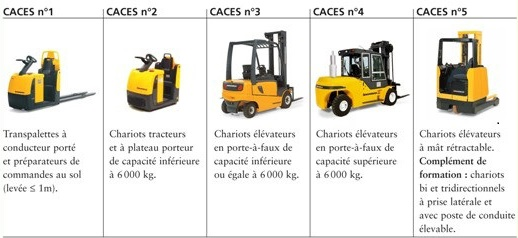 CACES n°1
CACES n°2
CACES n°3
CACES n°4
CACES n°5
Transpalettes à
conducteur porté
et préparateurs de
commandes au sol
(levée ≤ 1m).
Chariots tracteurs
et à plateau porteur
de capacité inférieure
à 6 000 kg.
Chariots élévateurs
en porte-à-faux de
capacité inférieure
ou égale à 6 000 kg.
Chariots élévateurs
en porte-à-faux de
capacité supérieure
à 6 000 kg.
Chariots élévateurs
à mât rétractable.
Complément de
formation : chariots
bi et tridirectionnels
à prise latérale et
avec poste de conduite
élevable.